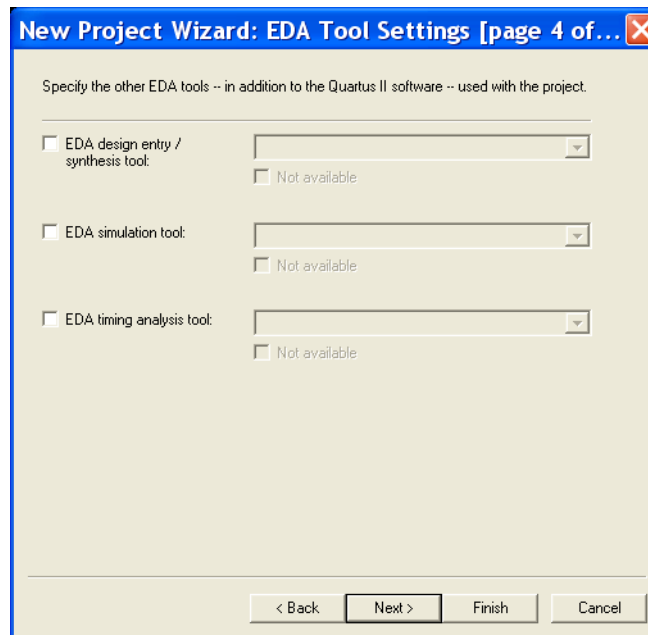 New Project Wizard: EDA Tool Settings [page 4 of...
Specify the other EDA tools -- in addition to the Quartus II software -- used with the project.
EDA design entry /
synthesis tool:
Not available
EDA simulation tool:
Not available
EDA timing analysis tool:
Not available
< Back
Next >
Finish
Cancel